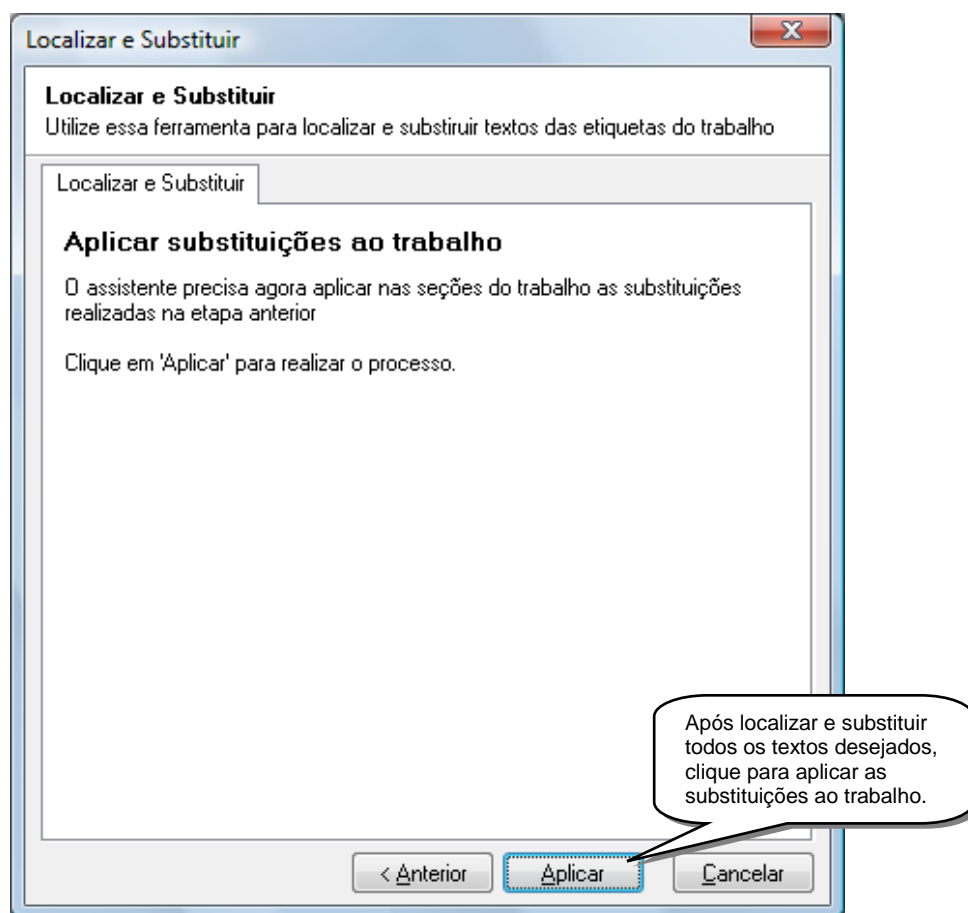 Localizar e Substituir
Localizar e Substituir
Utilize essa ferramenta para localizar e substiruir textos das etiquetas do trabalho
Localizar e Substituir
Aplicar substituições ao trabalho
O assistente precisa agora aplicar nas seções do trabalho as substituições
realizadas na etapa anterior
Clique em 'Aplicar' para realizar o processo.
Após localizar e substituir
todos os textos desejados,
clique para aplicar as
substituições ao trabalho.
< Anterior
Aplicar
Cancelar